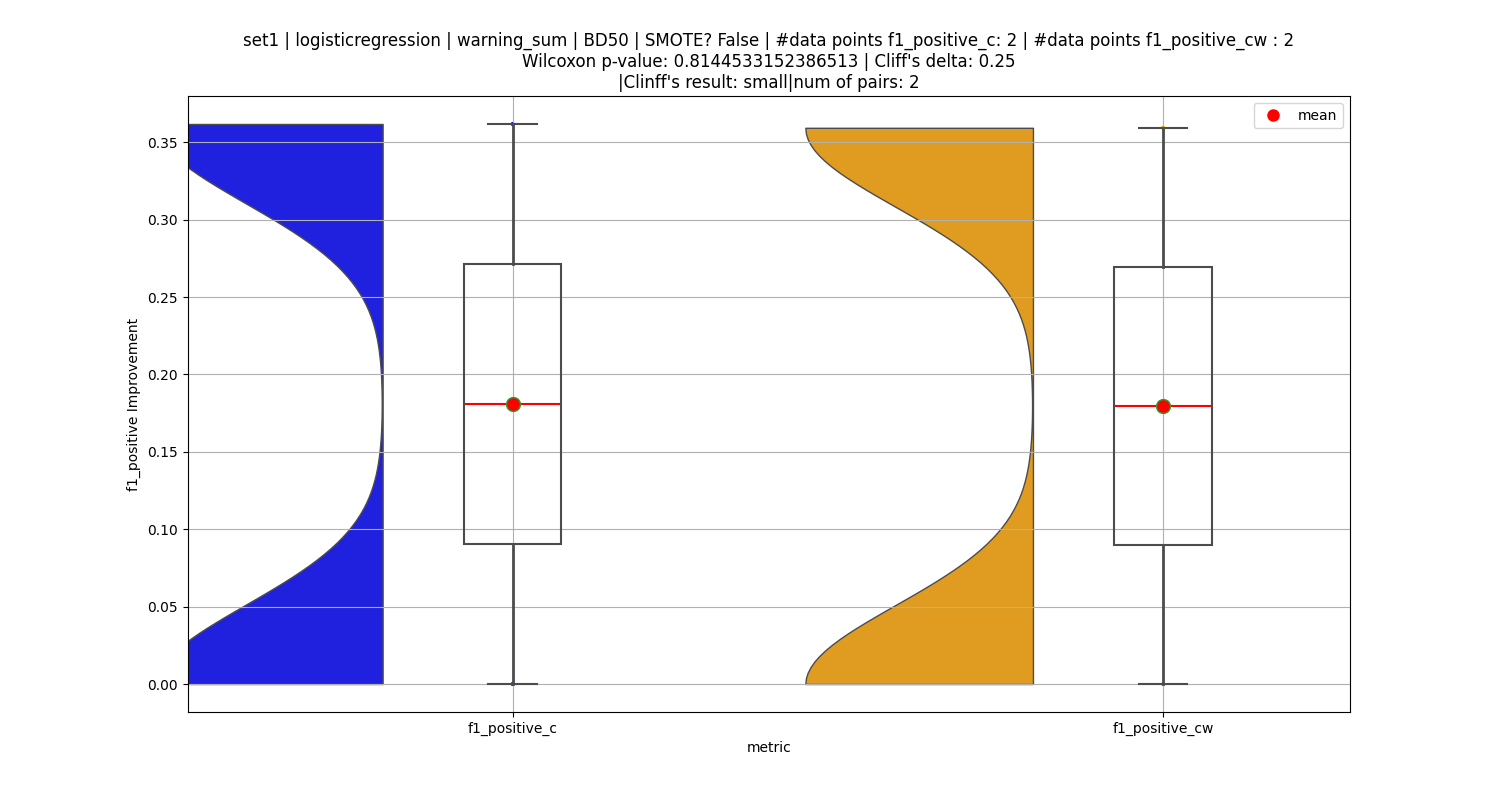 set1 | logisticregression | warning_sum | BD50 | SMOTE? False | #data points f1_positive_c: 2 | #data points f1_positive_cw : 2
Wilcoxon p-value: 0.8144533152386513 | Cliff's delta: 0.25
|Clinff's result: small|num of pairs: 2
mean
0.35
0.30
0.25
0.20
0.15
0.10
0.05
0.00
f1_positive Improvement
f1_positive_c
f1_positive_cw
metric